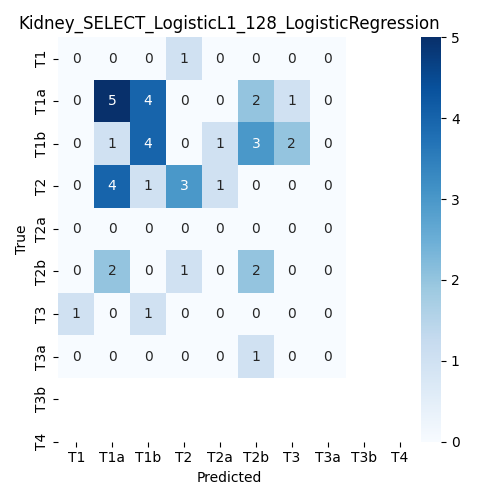 Kidney_SELECT_LogisticL1_128_LogisticRegression
T1 0 0 0 1 0 0 0 0
T1a 0 5 4 0 0 2 1 0
T1b 0 1 4 0 1 3 2 0
T2 0 4 1 3 1 0 0 0
T2a 0 0 0 0 0 0 0 0
T2b 0 2 0 1 0 2 0 0
T3 1 0 1 0 0 0 0 0
T3a 0 0 0 0 0 1 0 0
T3b
T4
T1 T1a T1b T2 T2a T2b T3 T3a T3b T4
Predicted
True
5
4
3
2
1
0